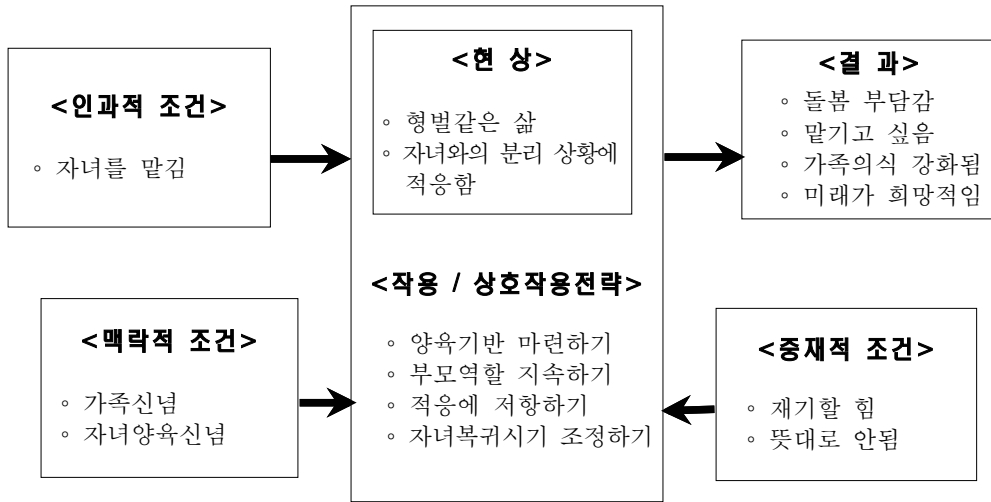 <인과적 조건>
◦ 자녀를 맡김
<현 상>
◦ 형벌같은 삶
◦ 자녀와의 분리 상황에
적응함
<결 과>
◦ 돌봄 부담감
◦ 맡기고 싶음
◦ 가족의식 강화됨
◦ 미래가 희망적임
<맥락적 조건>
◦ 가족신념
◦ 자녀양육신념
<작용 / 상호작용전략>
◦ 양육기반 마련하기
◦ 부모역할 지속하기
◦ 적응에 저항하기
◦ 자녀복귀시기 조정하기
<중재적 조건>
◦ 재기할 힘
◦ 뜻대로 안됨